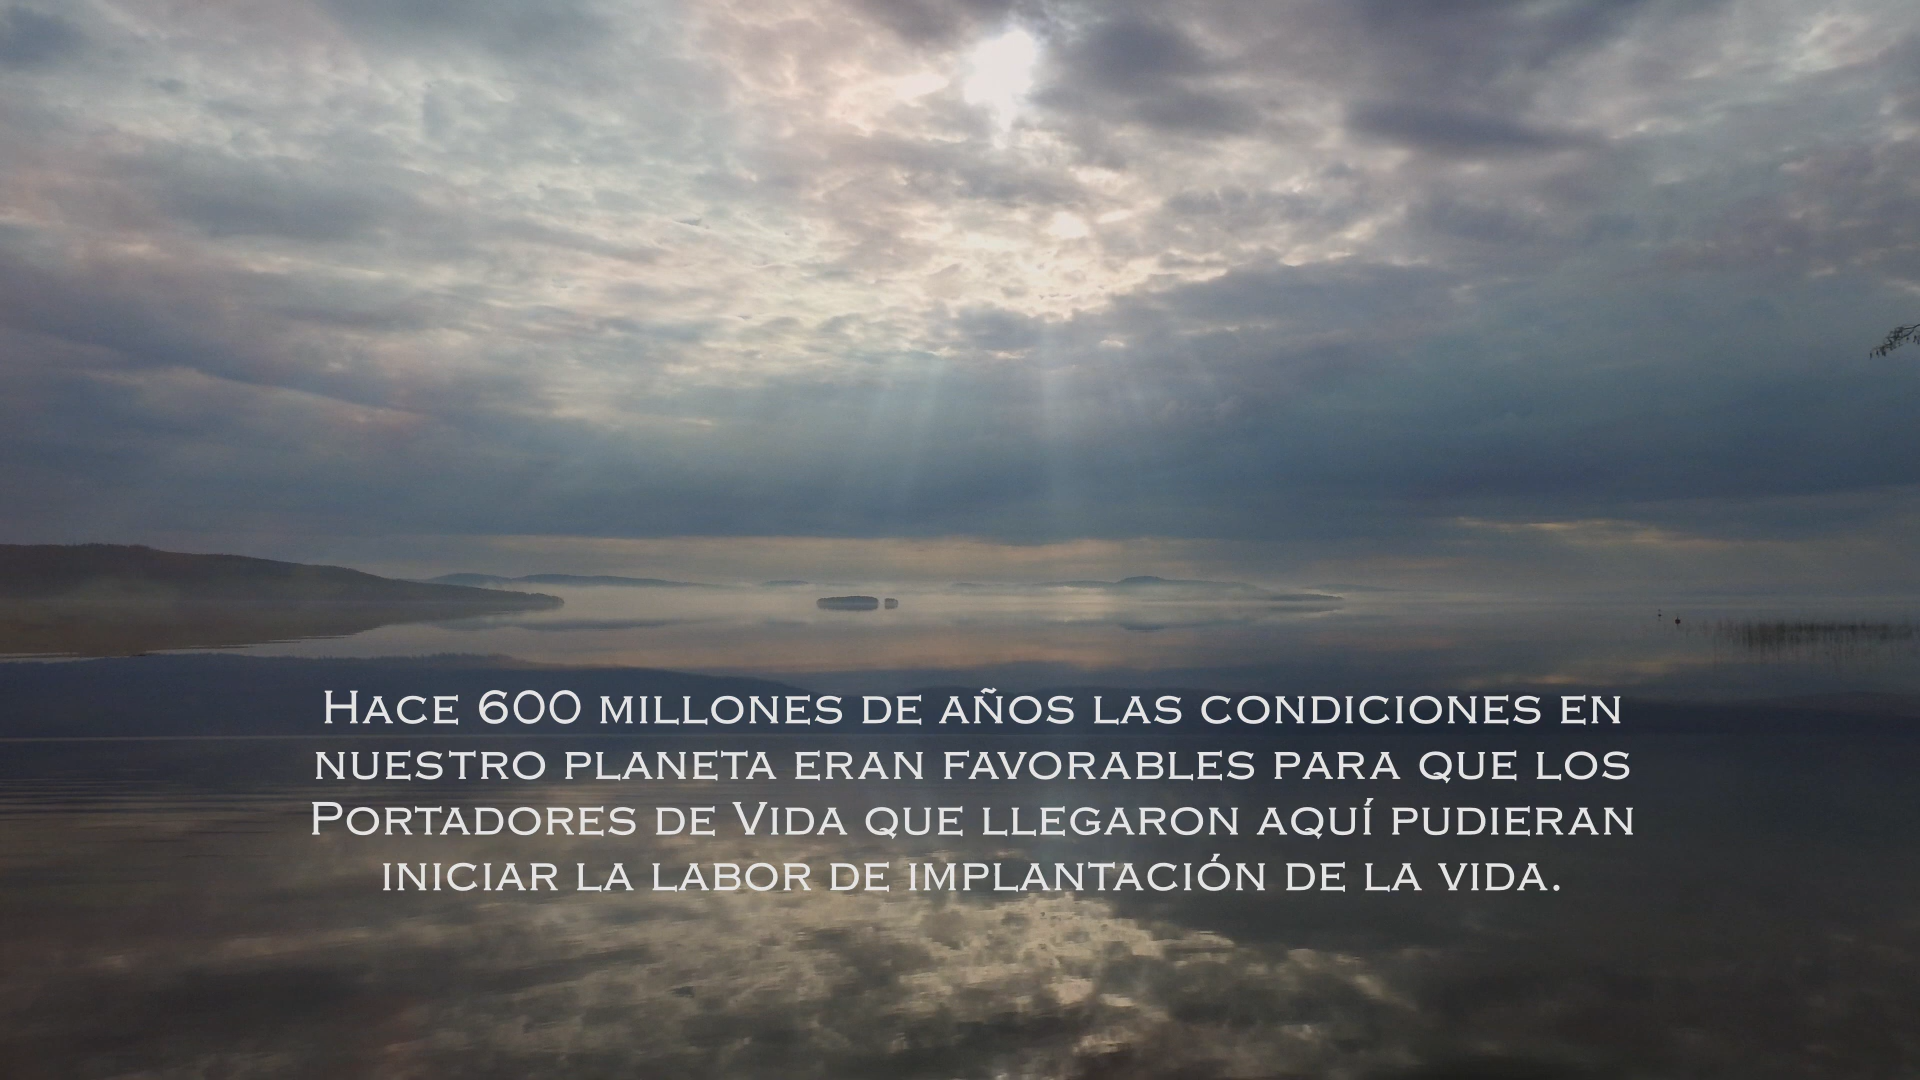 Hace 600 millones de años las condiciones en
nuestro planeta eran favorables para que los
Portadores de Vida que llegaron aquí pudieran
iniciar la labor de implantación de la vida.